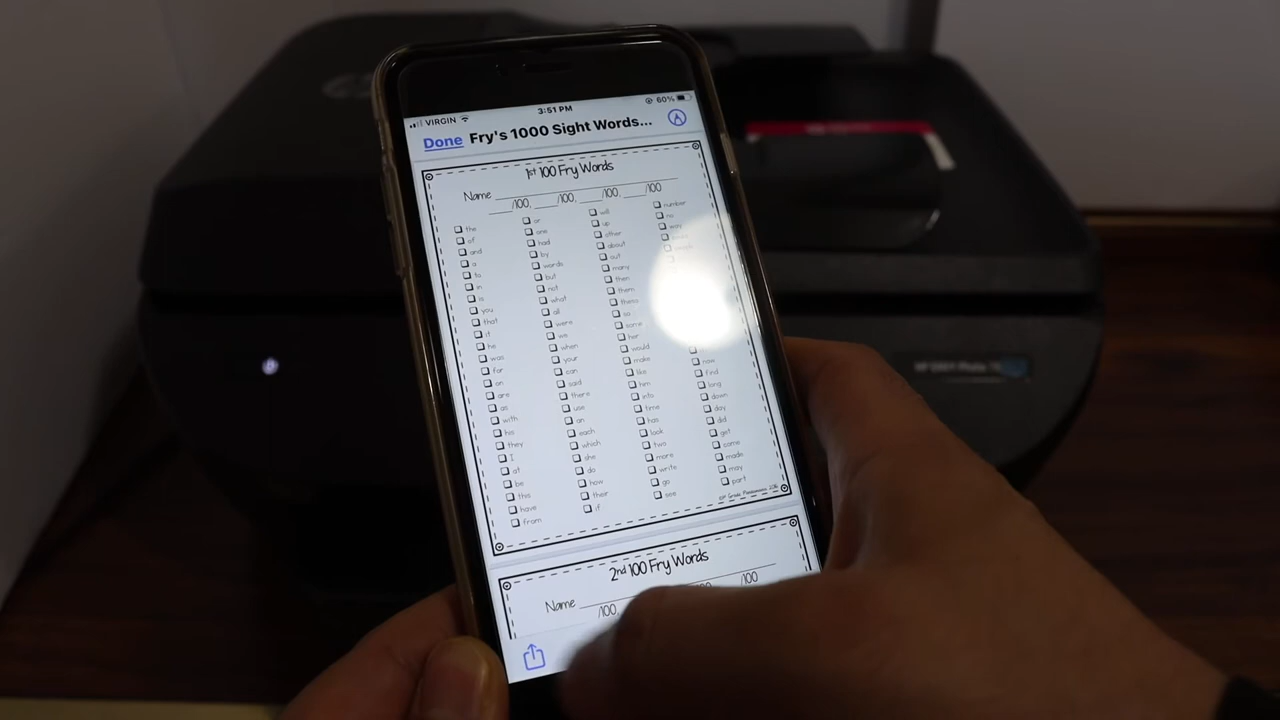 VIRGIN
3:51 PM
60%
Done
Fry's 1000 Sight Words...
1st 100 Fry Words
Name
/100, /100, /100, /100
the
of
and
a
to
in
is
you
that
it
he
was
for
on
are
as
with
his
they
I
at
be
this
have
from
or
one
had
by
words
but
not
what
all
were
we
when
your
can
said
there
use
an
each
which
she
do
how
their
if
will
up
other
about
out
many
then
them
these
so
some
her
would
make
like
him
into
time
has
look
two
more
write
go
see
number
no
way
now
find
long
down
day
did
get
come
made
may
part
2nd 100 Fry Words
Name
/100,
/100
hp